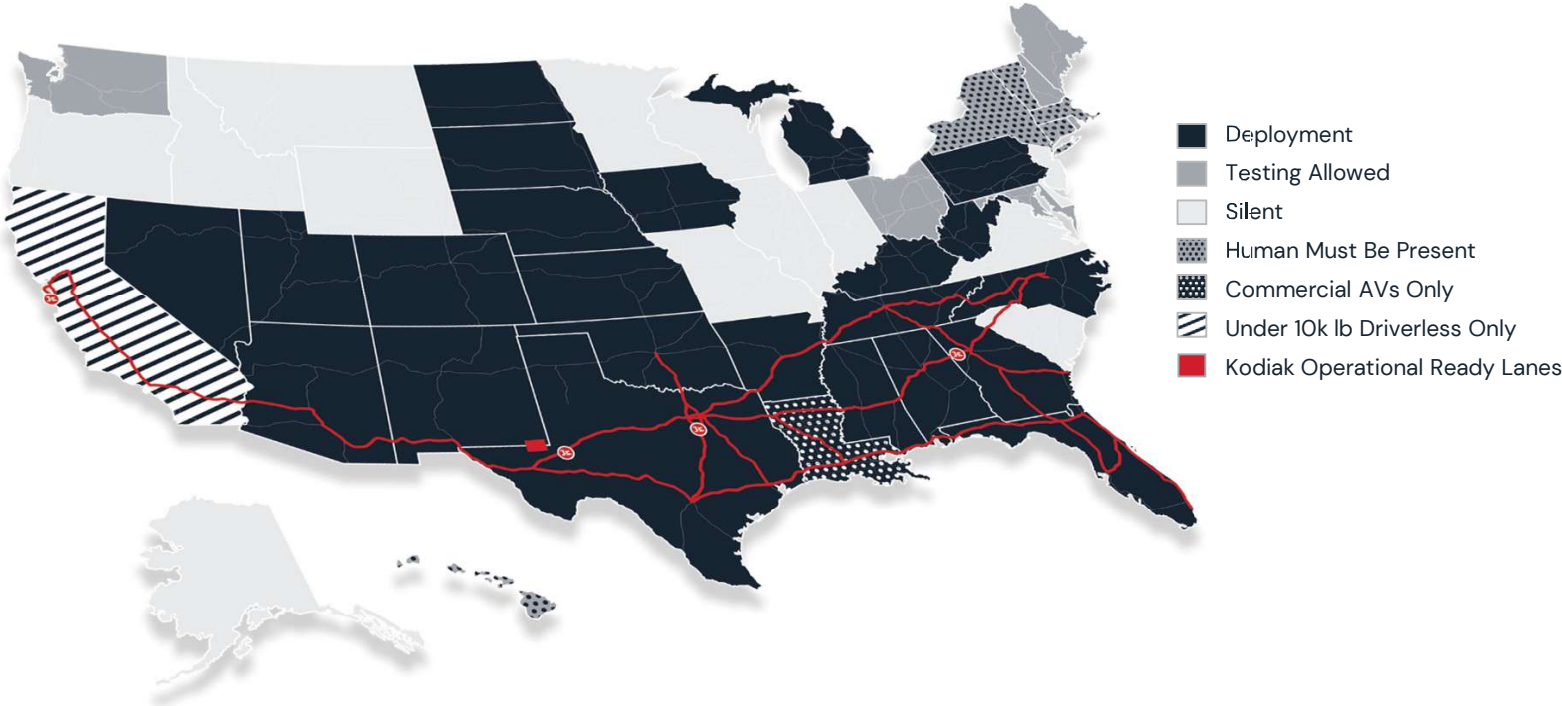 Deployment
Testing Allowed
Silent
Human Must Be Present
Commercial AVs Only
Under 10k lb Driverless Only
Kodiak Operational Ready Lanes